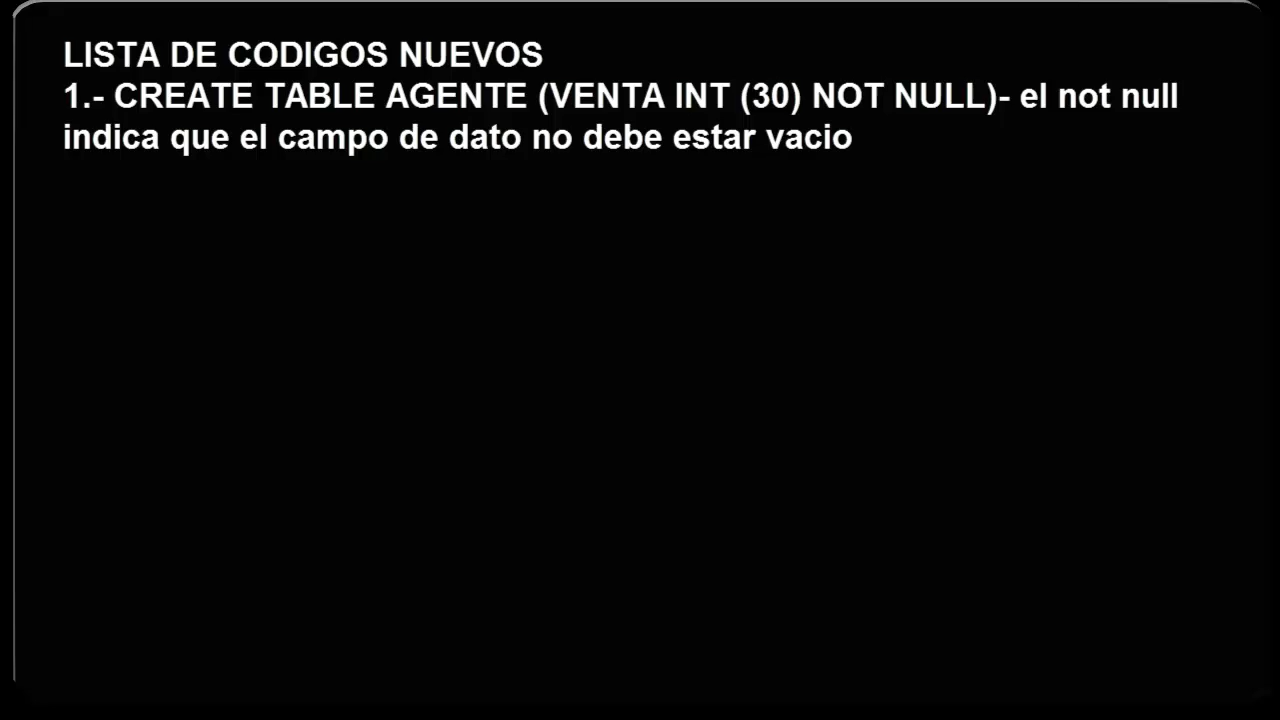 LISTA DE CODIGOS NUEVOS
1.- CREATE TABLE AGENTE (VENTA INT (30) NOT NULL)- el not null
indica que el campo de dato no debe estar vacio